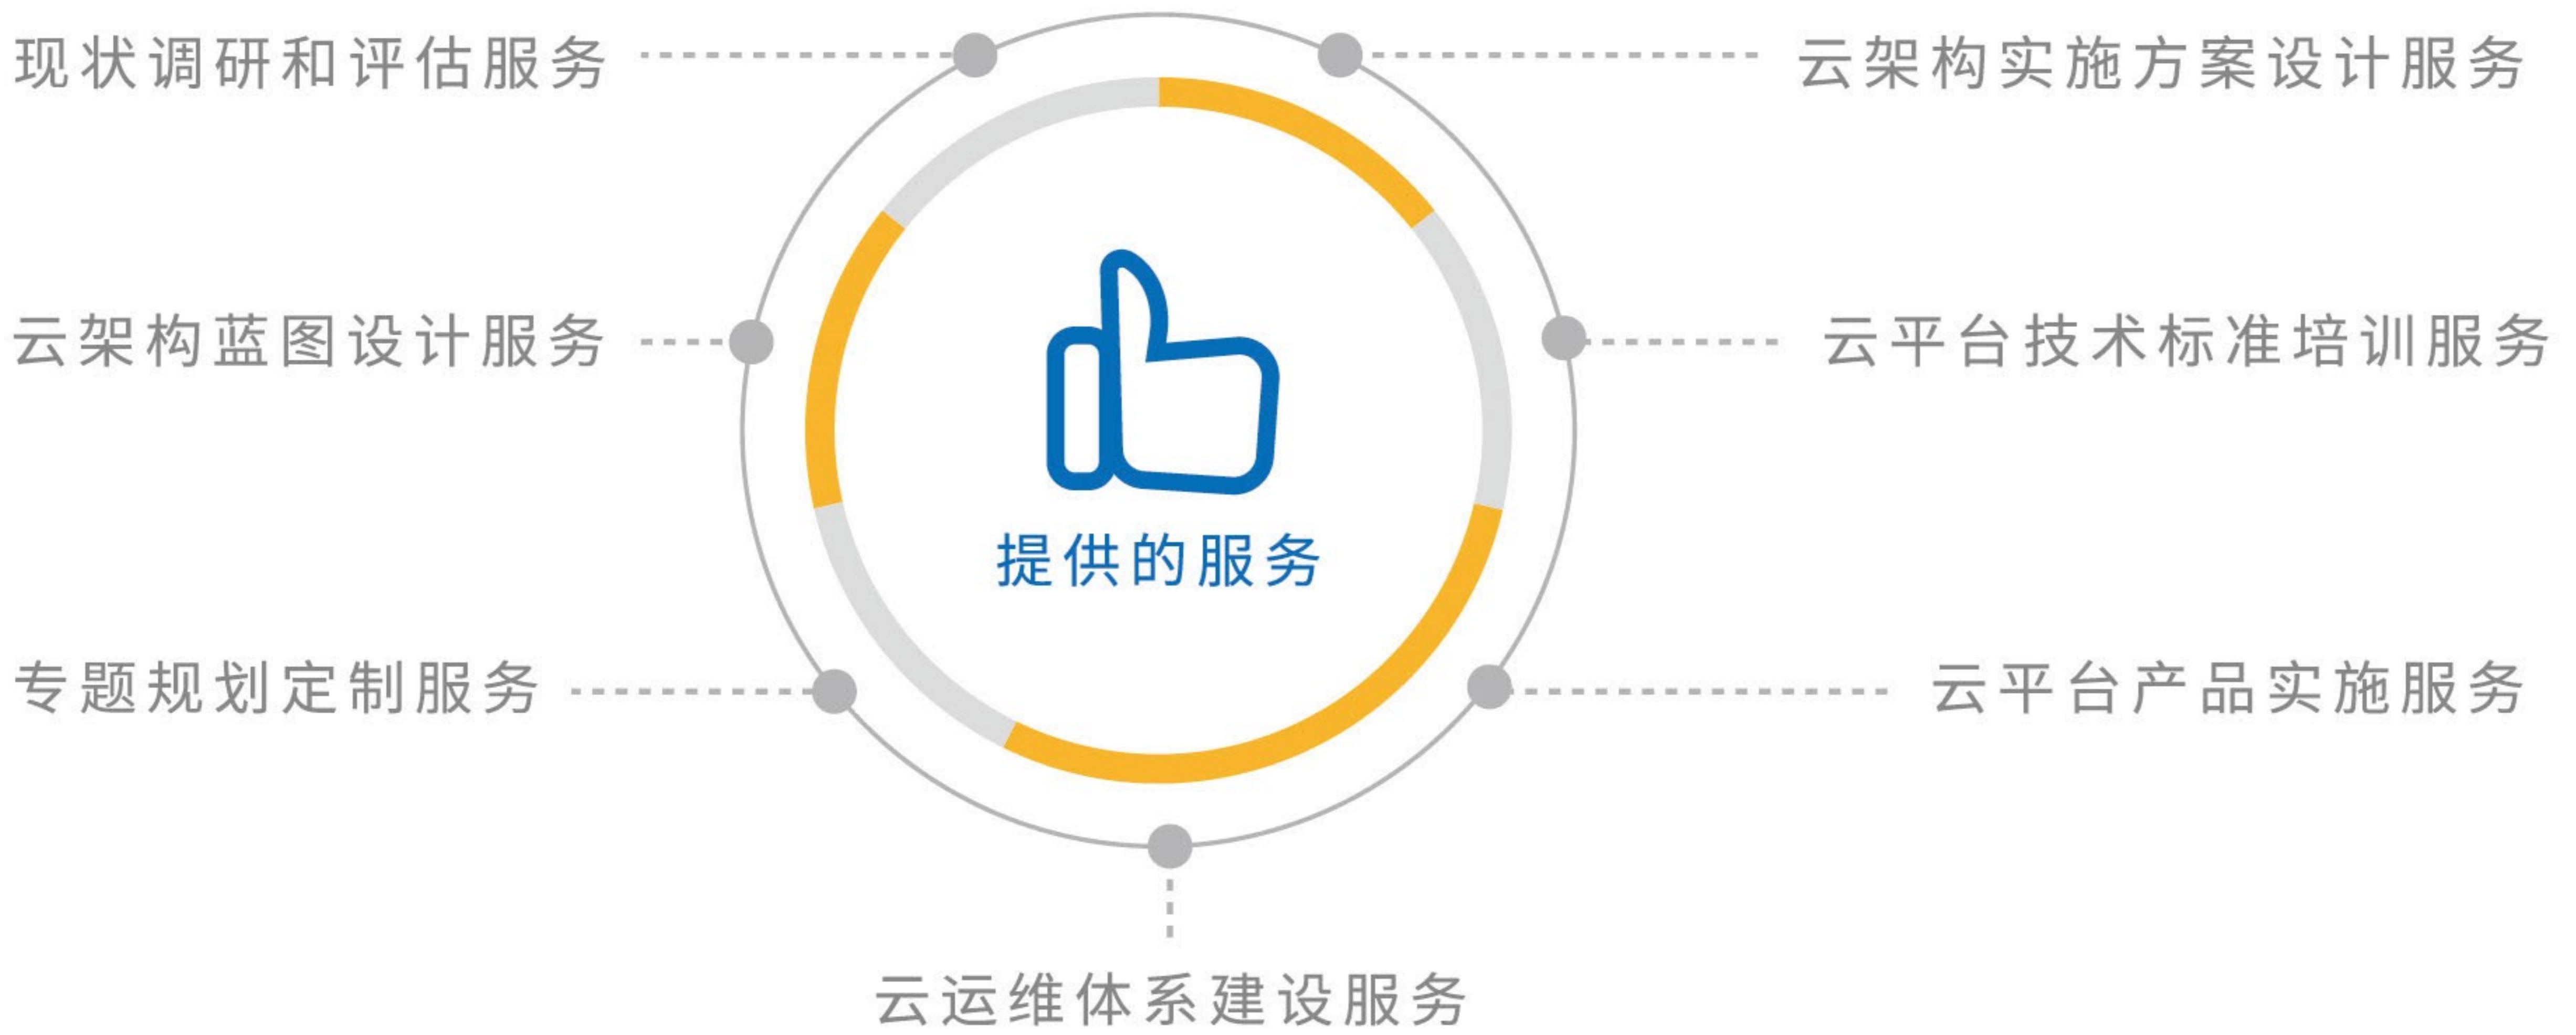 现状调研和评估服务
云架构实施方案设计服务
云架构蓝图设计服务
云平台技术标准培训服务
提供的服务
专题规划定制服务
云平台产品实施服务
云运维体系建设服务